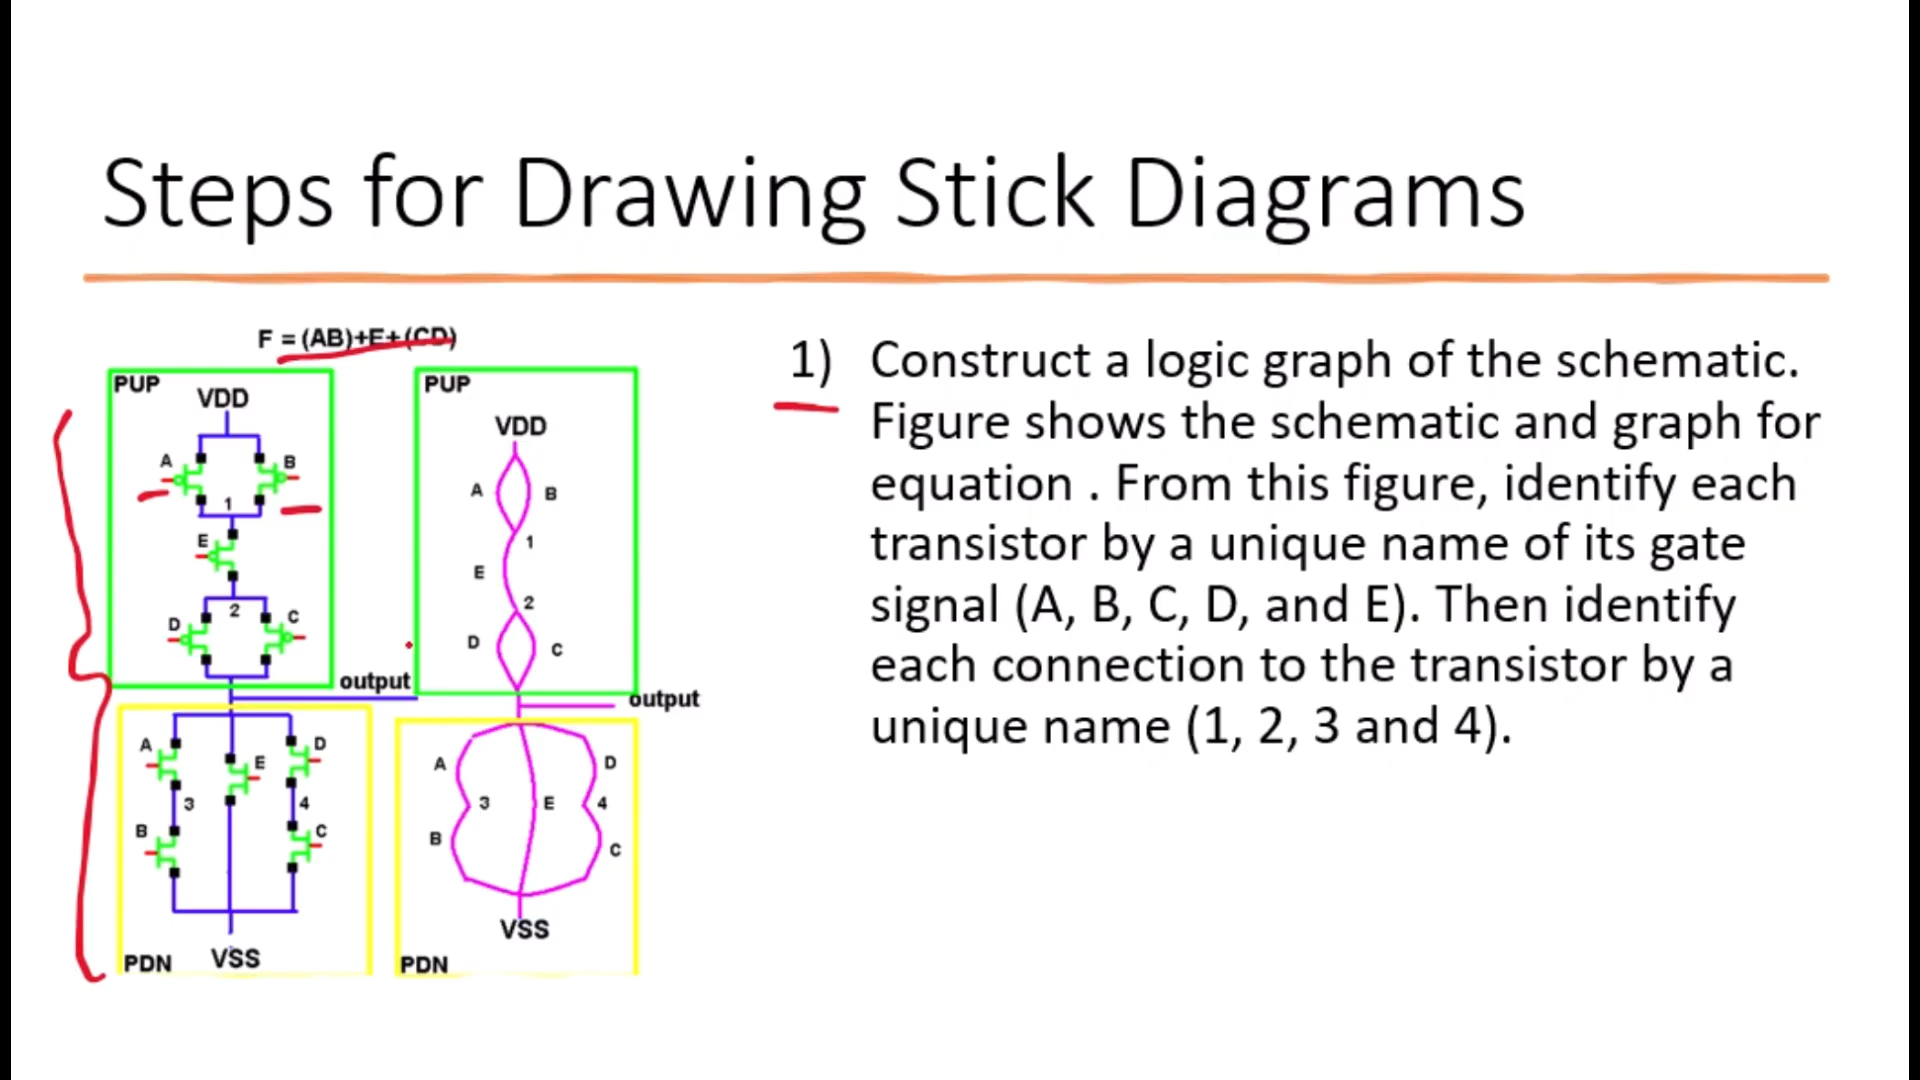 Steps for Drawing Stick Diagrams
F = (AB)+E+(CD)
PUP
VDD
A
B
1
E
2
D
C
output
A
D
E
3
4
B
C
VSS
PDN
PUP
VDD
A
B
1
E
2
D
C
output
A
D
3
E
4
B
C
VSS
PDN
1) Construct a logic graph of the schematic.
Figure shows the schematic and graph for
equation . From this figure, identify each
transistor by a unique name of its gate
signal (A, B, C, D, and E). Then identify
each connection to the transistor by a
unique name (1, 2, 3 and 4).